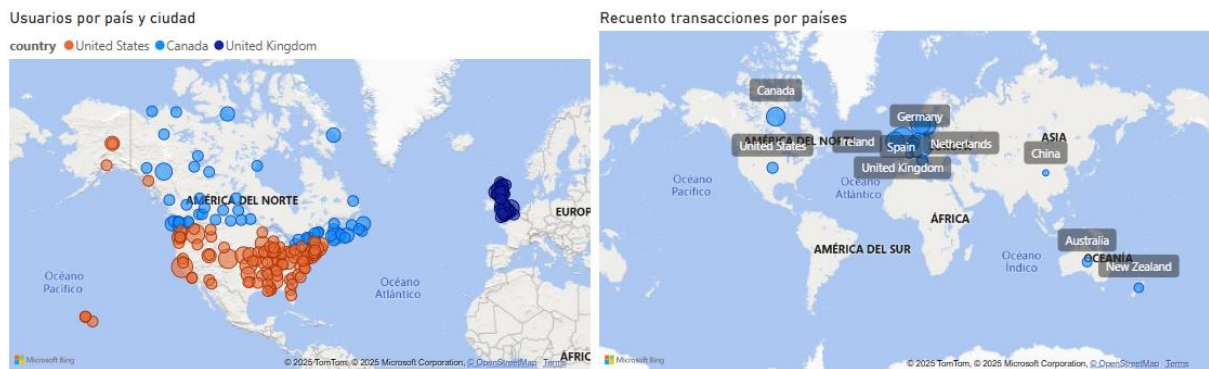 Usuarios por país y ciudad
country United States Canada United Kingdom
AMÉRICA DEL NORTE
EUROP
Océano
Pacífico
Océano
Atlántico
ÁFRIC
Microsoft Bing
© 2025 TomTom, © 2025 Microsoft Corporation, © OpenStreetMap Terms
Recuento transacciones por países
Canada
Germany
AMÉRICA DEL NORTE
Ireland
Netherlands
ASIA
United States
Spain
China
United Kingdom
Océano
Pacífico
Océano
Atlántico
ÁFRICA
AMÉRICA DEL SUR
Australia
Océano
Índico
OCEANÍA
New Zealand
Microsoft Bing
© 2025 TomTom, © 2025 Microsoft Corporation, © OpenStreetMap Terms